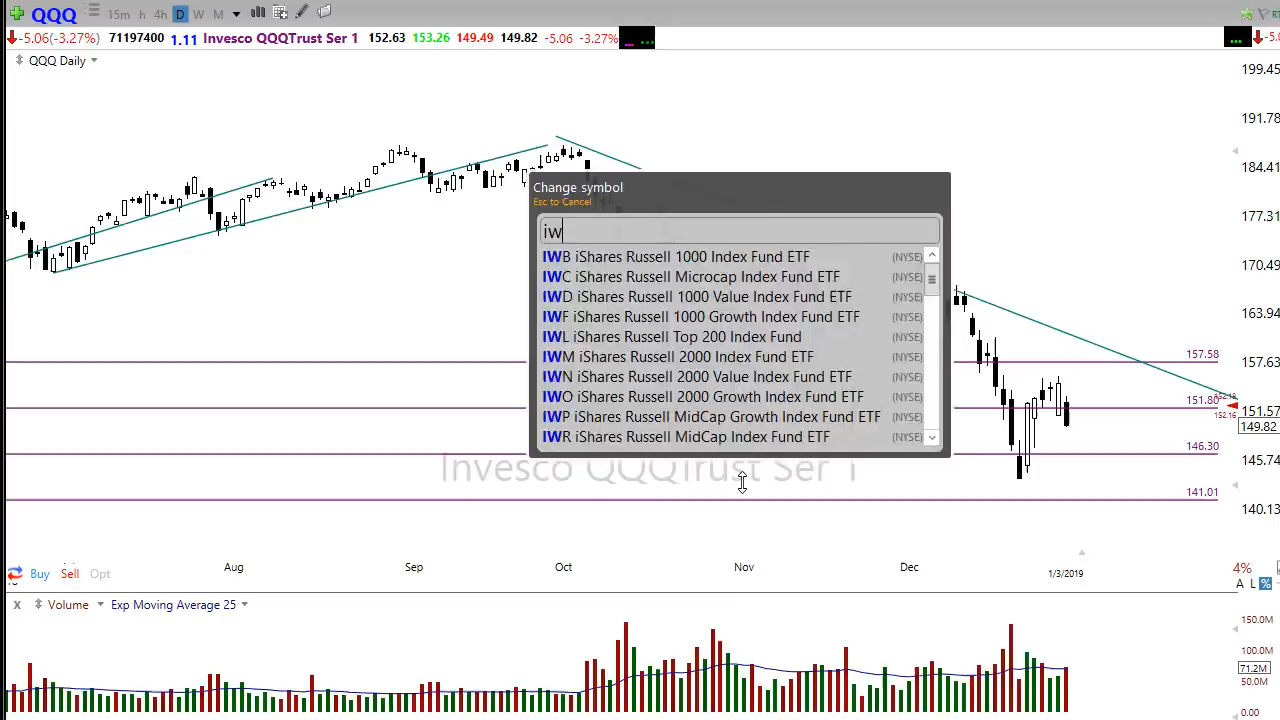 QQQ 15m h 4h D W M
-5.06(-3.27%) 71197400 1.11 Invesco QQQTrust Ser 1 152.63 153.26 149.49 149.82 -5.06 -3.27%
QQQ Daily
199.45
191.78
184.41
177.31
170.49
163.94
157.63
151.57
149.82
145.74
140.13
Change symbol
Esc to Cancel
iw
IWB iShares Russell 1000 Index Fund ETF (NYSE)
IWC iShares Russell Microcap Index Fund ETF (NYSE)
IWD iShares Russell 1000 Value Index Fund ETF (NYSE)
IWF iShares Russell 1000 Growth Index Fund ETF (NYSE)
IWL iShares Russell Top 200 Index Fund (NYSE)
IWM iShares Russell 2000 Index Fund ETF (NYSE)
IWN iShares Russell 2000 Value Index Fund ETF (NYSE)
IWO iShares Russell 2000 Growth Index Fund ETF (NYSE)
IWP iShares Russell MidCap Growth Index Fund ETF (NYSE)
IWR iShares Russell MidCap Index Fund ETF (NYSE)
157.58
151.80
152.16
146.30
141.01
Invesco QQQTrust Ser 1
Aug Sep Oct Nov Dec 1/3/2019
Buy Sell Opt
4%
A L %
X Volume Exp Moving Average 25
150.0M
100.0M
71.2M
50.0M
0.00